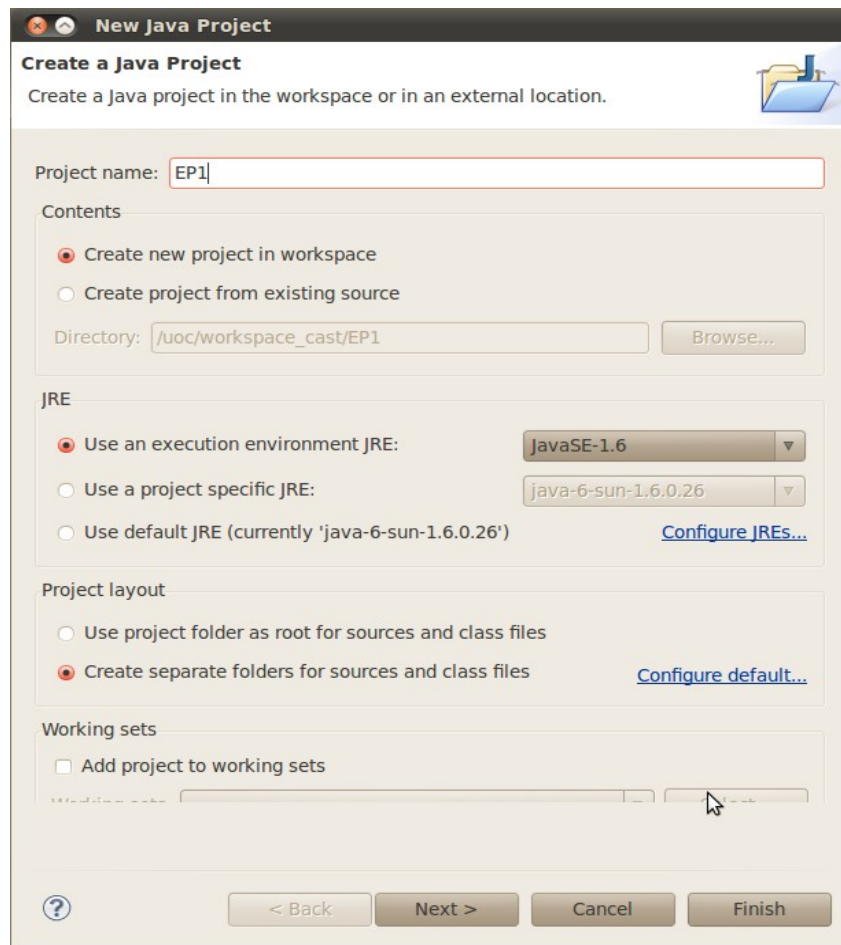 New Java Project
Create a Java Project
Create a Java project in the workspace or in an external location.
Project name: EP1
Contents
Create new project in workspace
Create project from existing source
Directory: /uoc/workspace_cast/EP1 Browse...
JRE
Use an execution environment JRE: JavaSE-1.6
Use a project specific JRE: java-6-sun-1.6.0.26
Use default JRE (currently 'java-6-sun-1.6.0.26') Configure JREs...
Project layout
Use project folder as root for sources and class files
Create separate folders for sources and class files Configure default...
Working sets
Add project to working sets
Working sets
< Back Next > Cancel Finish